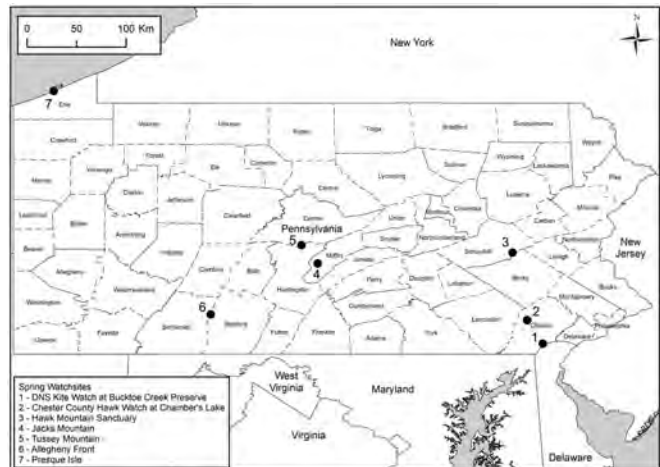 0 50 100 Km
N
New York
7
Erie
Warren
McKean
Potter
Tioga
Bradford
Susquehanna
Crawford
Wayne
Forest
Wyoming
Lackawanna
Elk
Cameron
Sullivan
Pike
Mercer
Venango
Lycoming
Clinton
Luzerne
Clarion
Jefferson
Clearfield
Centre
Union
Columbia
Carbon
Monroe
Lawrence
Butler
Armstrong
Pennsylvania
5
Mifflin
Snyder
Northumberland
Schuylkill
3
Northampton
New
Jersey
Beaver
Indiana
4
Juniata
Lehigh
Allegheny
Cambria
Blair
Huntingdon
Perry
Dauphin
Lebanon
Berks
Bucks
Westmoreland
Montgomery
Washington
6
Cumberland
2
Lancaster
Chester
Philadelphia
Somerset
Bedford
Fulton
Franklin
Adams
York
Delaware
Fayette
Greene
1
West
Virginia
Maryland
Virginia
Delaware
Spring Watchsites
1 - DNS Kite Watch at Bucktoe Creek Preserve
2 - Chester County Hawk Watch at Chamber's Lake
3 - Hawk Mountain Sanctuary
4 - Jacks Mountain
5 - Tussey Mountain
6 - Allegheny Front
7 - Presque Isle